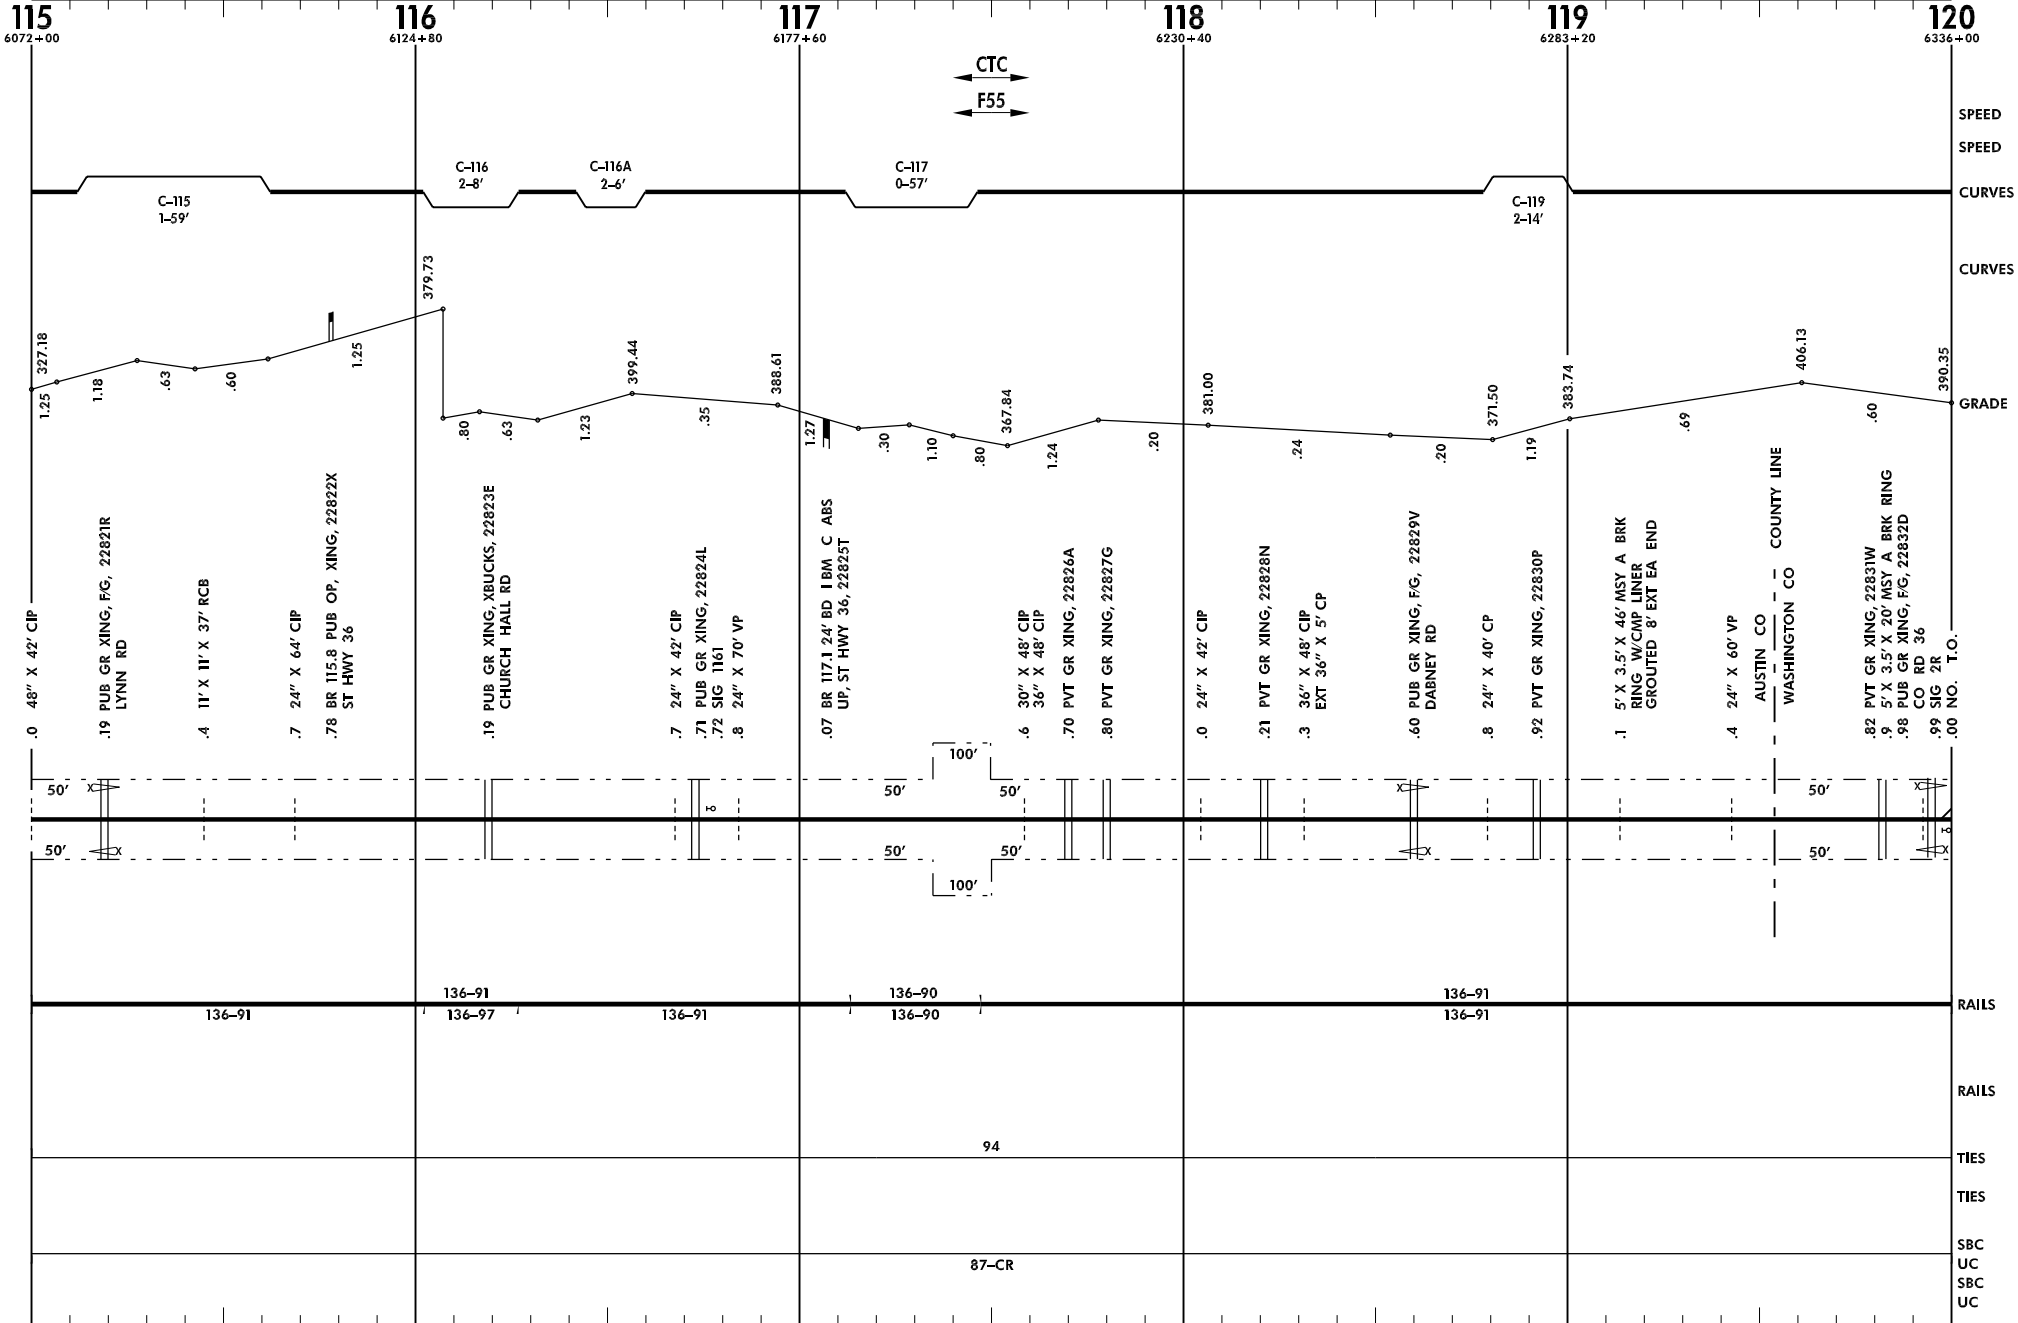 115 116 117 118 119 120
6072+00 6124+80 6177+60 6230+40 6283+20 6336+00
CTC
F55
SPEED
SPEED
C–115
1–59′
C–116
2–8′
C–116A
2–6′
C–117
0–57′
C–119
2–14′
CURVES
CURVES
327.18
379.73
399.44
388.61
367.84
381.00
371.50
383.74
406.13
390.35
1.25
1.18
.63
.60
1.25
.80
.63
1.23
.35
1.27
.30
1.10
.80
1.24
.20
.24
.20
1.19
.69
.60
GRADE
.0 48″ X 42′ CIP
.19 PUB GR XING, F/G, 22821R
LYNN RD
.4 11′ X 11′ X 37′ RCB
.7 24″ X 64′ CIP
.78 BR 115.8 PUB OP, XING, 22822X
ST HWY 36
.19 PUB GR XING, XBUCKS, 22823E
CHURCH HALL RD
.7 24″ X 42′ CIP
.71 PUB GR XING, 22824L
.72 SIG 1161
.8 24″ X 70′ VP
.07 BR 117.1 24′ BD I BM C ABS
UP, ST HWY 36, 22825T
.6 30″ X 48′ CIP
36″ X 48′ CIP
.70 PVT GR XING, 22826A
.80 PVT GR XING, 22827G
.0 24″ X 42′ CIP
.21 PVT GR XING, 22828N
.3 36″ X 48′ CIP
EXT 36″ X 5′ CP
.60 PUB GR XING, F/G, 22829V
DABNEY RD
.8 24″ X 40′ CP
.92 PVT GR XING, 22830P
.1 5′ X 3.5′ X 46′ MSY A BRK
RING W/CMP LINER
GROUTED 8′ EXT EA END
.4 24″ X 60′ VP
AUSTIN CO
COUNTY LINE
WASHINGTON CO
.82 PVT GR XING, 22831W
.9 5′ X 3.5′ X 20′ MSY A BRK RING
.98 PUB GR XING, F/G, 22832D
CO RD 36
.99 SIG 2R
.00 NO. T.O.
100′
50′ X 50′ 50′ X 50′ X
50′ X 50′ 50′ X 50′ X
100′
136–91 136–90 136–91
RAILS
136–91 136–97 136–91 136–90 136–91
RAILS
94
TIES
TIES
SBC
87–CR
UC
SBC
UC